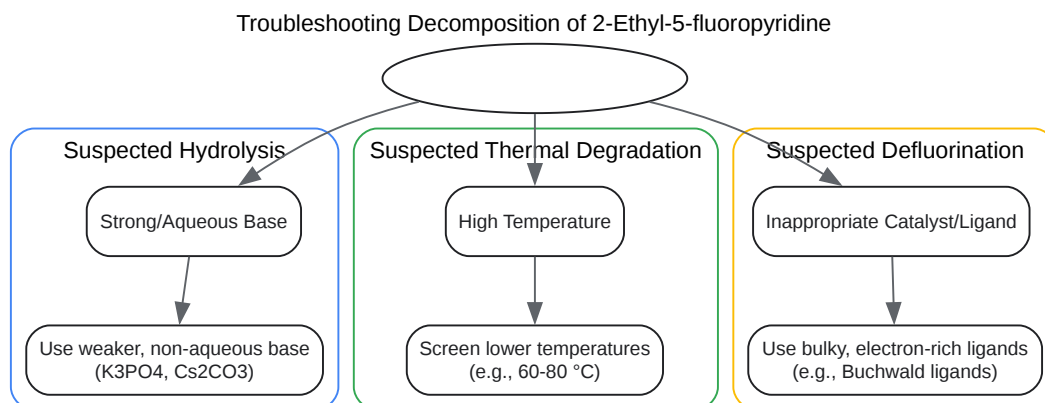 Troubleshooting Decomposition of 2-Ethyl-5-fluoropyridine
Suspected Hydrolysis
Suspected Thermal Degradation
Suspected Defluorination
Strong/Aqueous Base
High Temperature
Inappropriate Catalyst/Ligand
Use weaker, non-aqueous base
(K3PO4, Cs2CO3)
Screen lower temperatures
(e.g., 60-80 °C)
Use bulky, electron-rich ligands
(e.g., Buchwald ligands)